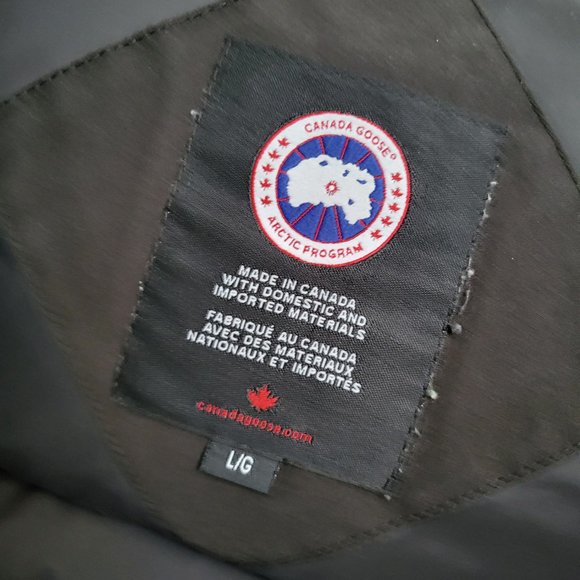 CANADA GOOSE®
ARCTIC PROGRAM
MADE IN CANADA
WITH DOMESTIC AND
IMPORTED MATERIALS
FABRIQUÉ AU CANADA
AVEC DES MATERIAUX
NATIONAUX ET IMPORTÉS
canadagoose.com
L/G